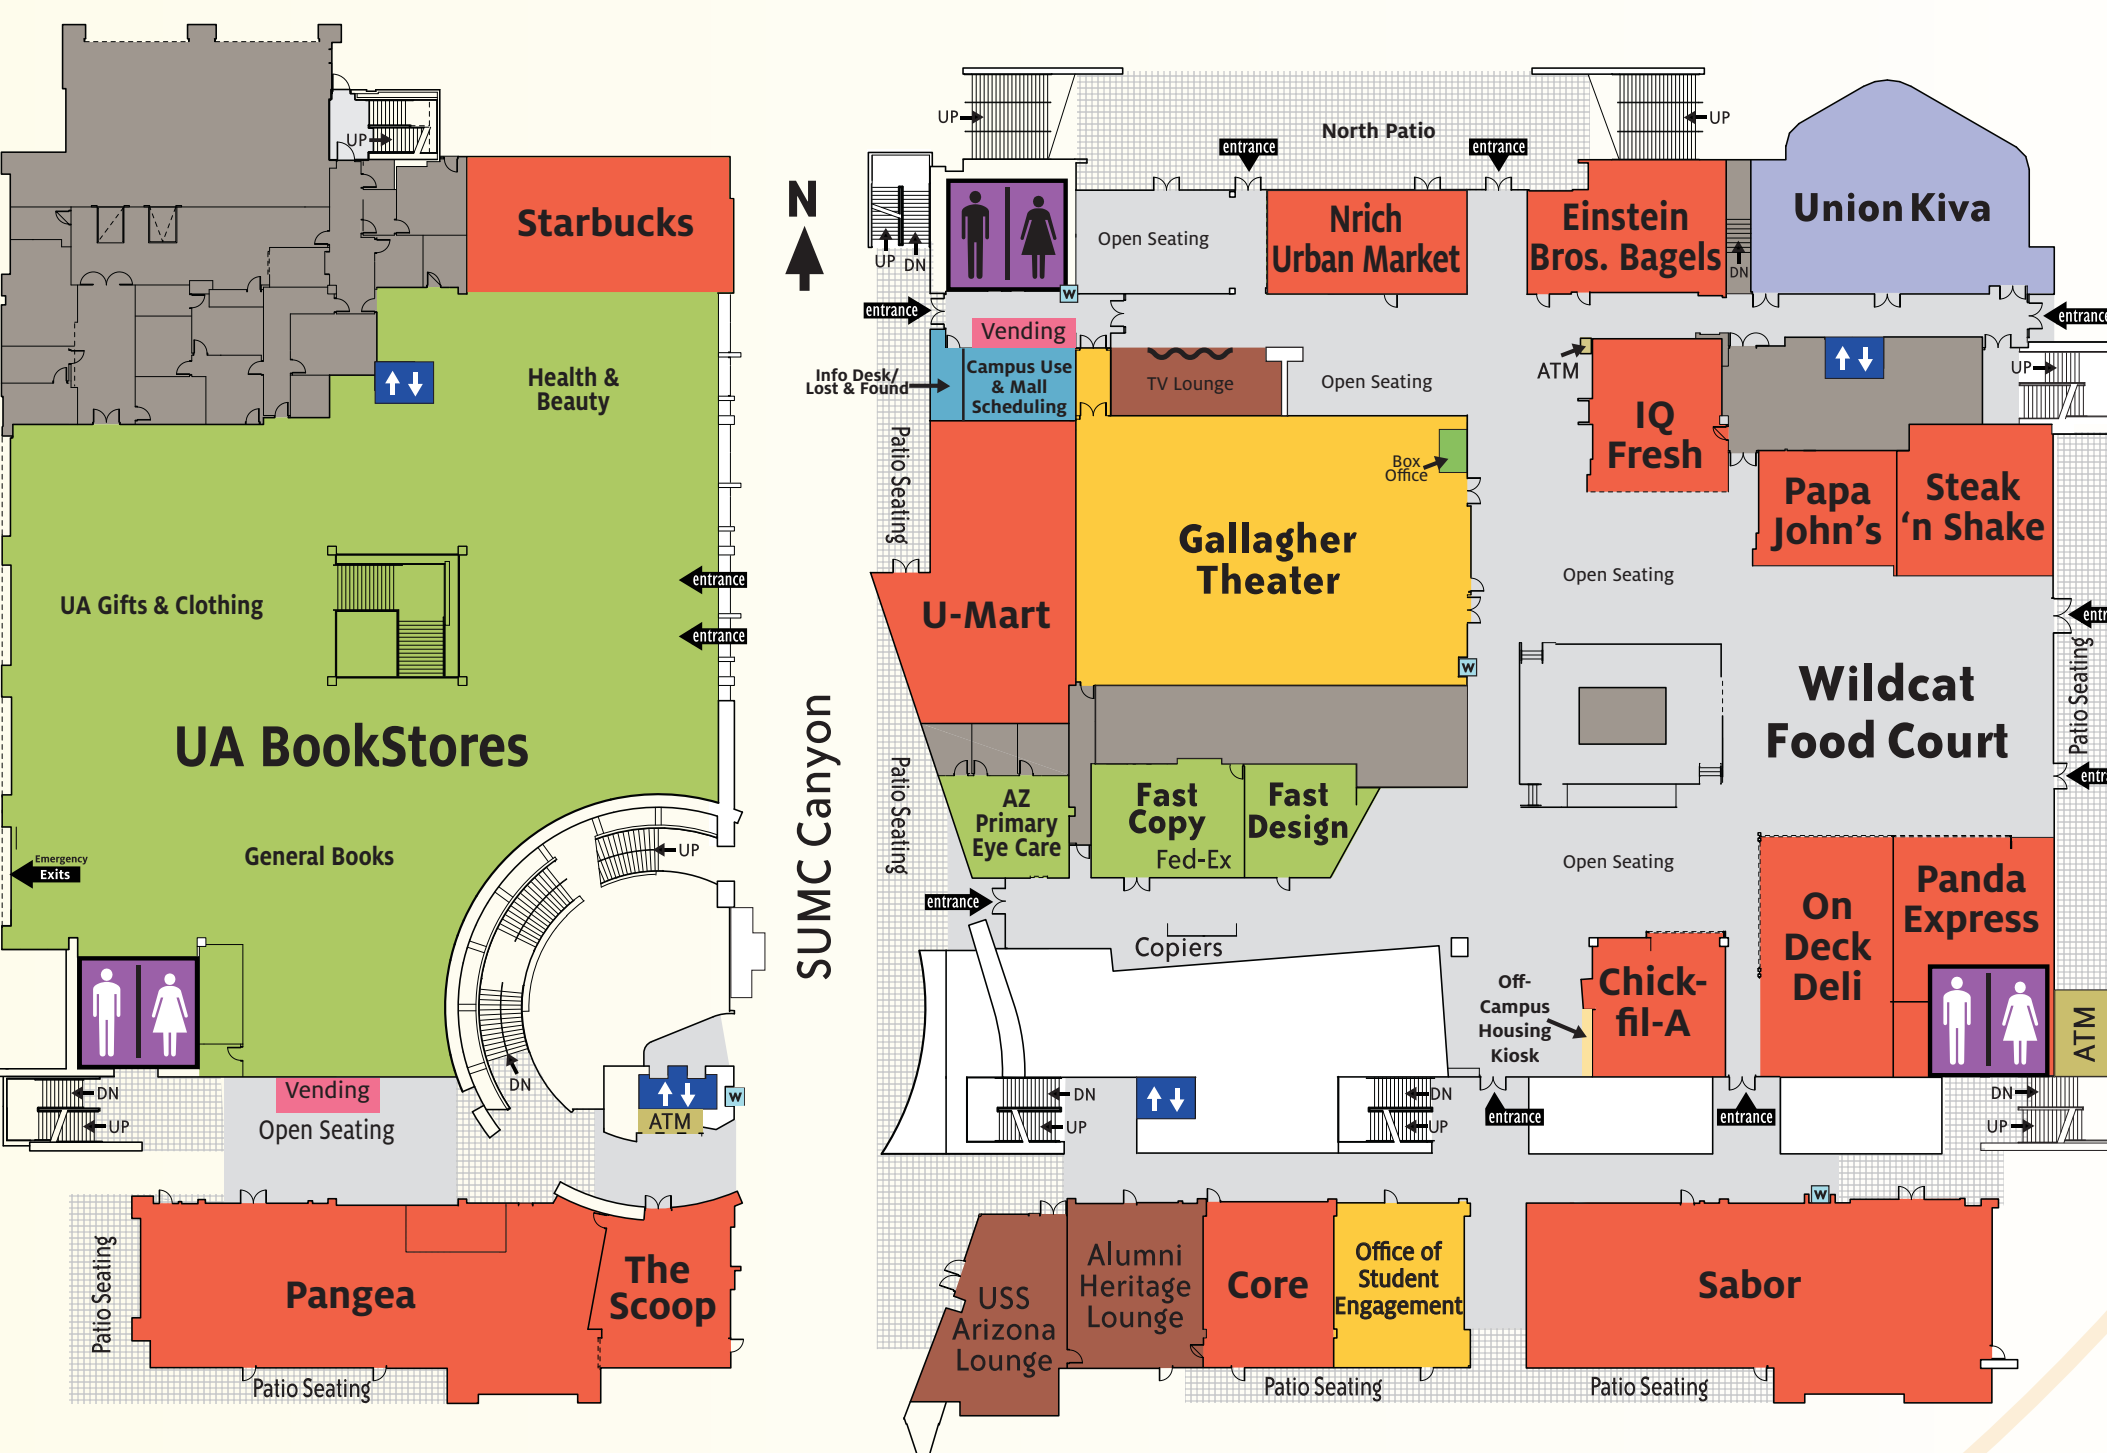 UP
Starbucks
Health &
Beauty
UA Gifts & Clothing
entrance
entrance
UA BookStores
General Books
Emergency
Exits
UP
DN
DN
UP
Vending
Open Seating
W
ATM
Patio Seating
Pangea
The
Scoop
Patio Seating
N
SUMC Canyon
UP
North Patio
UP
entrance
entrance
UP
DN
Open Seating
Nrich
Urban Market
Einstein
Bros. Bagels
DN
Union Kiva
W
entrance
Vending
entrance
Info Desk/
Lost & Found
Campus Use
& Mall
Scheduling
TV Lounge
Open Seating
ATM
IQ
Fresh
UP
Patio Seating
Box
Office
Papa
John's
Steak
'n Shake
Gallagher
Theater
Open Seating
U-Mart
W
Wildcat
Food Court
Patio Seating
Patio Seating
AZ
Primary
Eye Care
Fast
Copy
Fed-Ex
Fast
Design
Open Seating
entrance
Copiers
Off-
Campus
Housing
Kiosk
Chick-
fil-A
On
Deck
Deli
Panda
Express
ATM
DN
UP
DN
UP
entrance
entrance
DN
UP
W
USS
Arizona
Lounge
Alumni
Heritage
Lounge
Core
Office of
Student
Engagement
Sabor
Patio Seating
Patio Seating